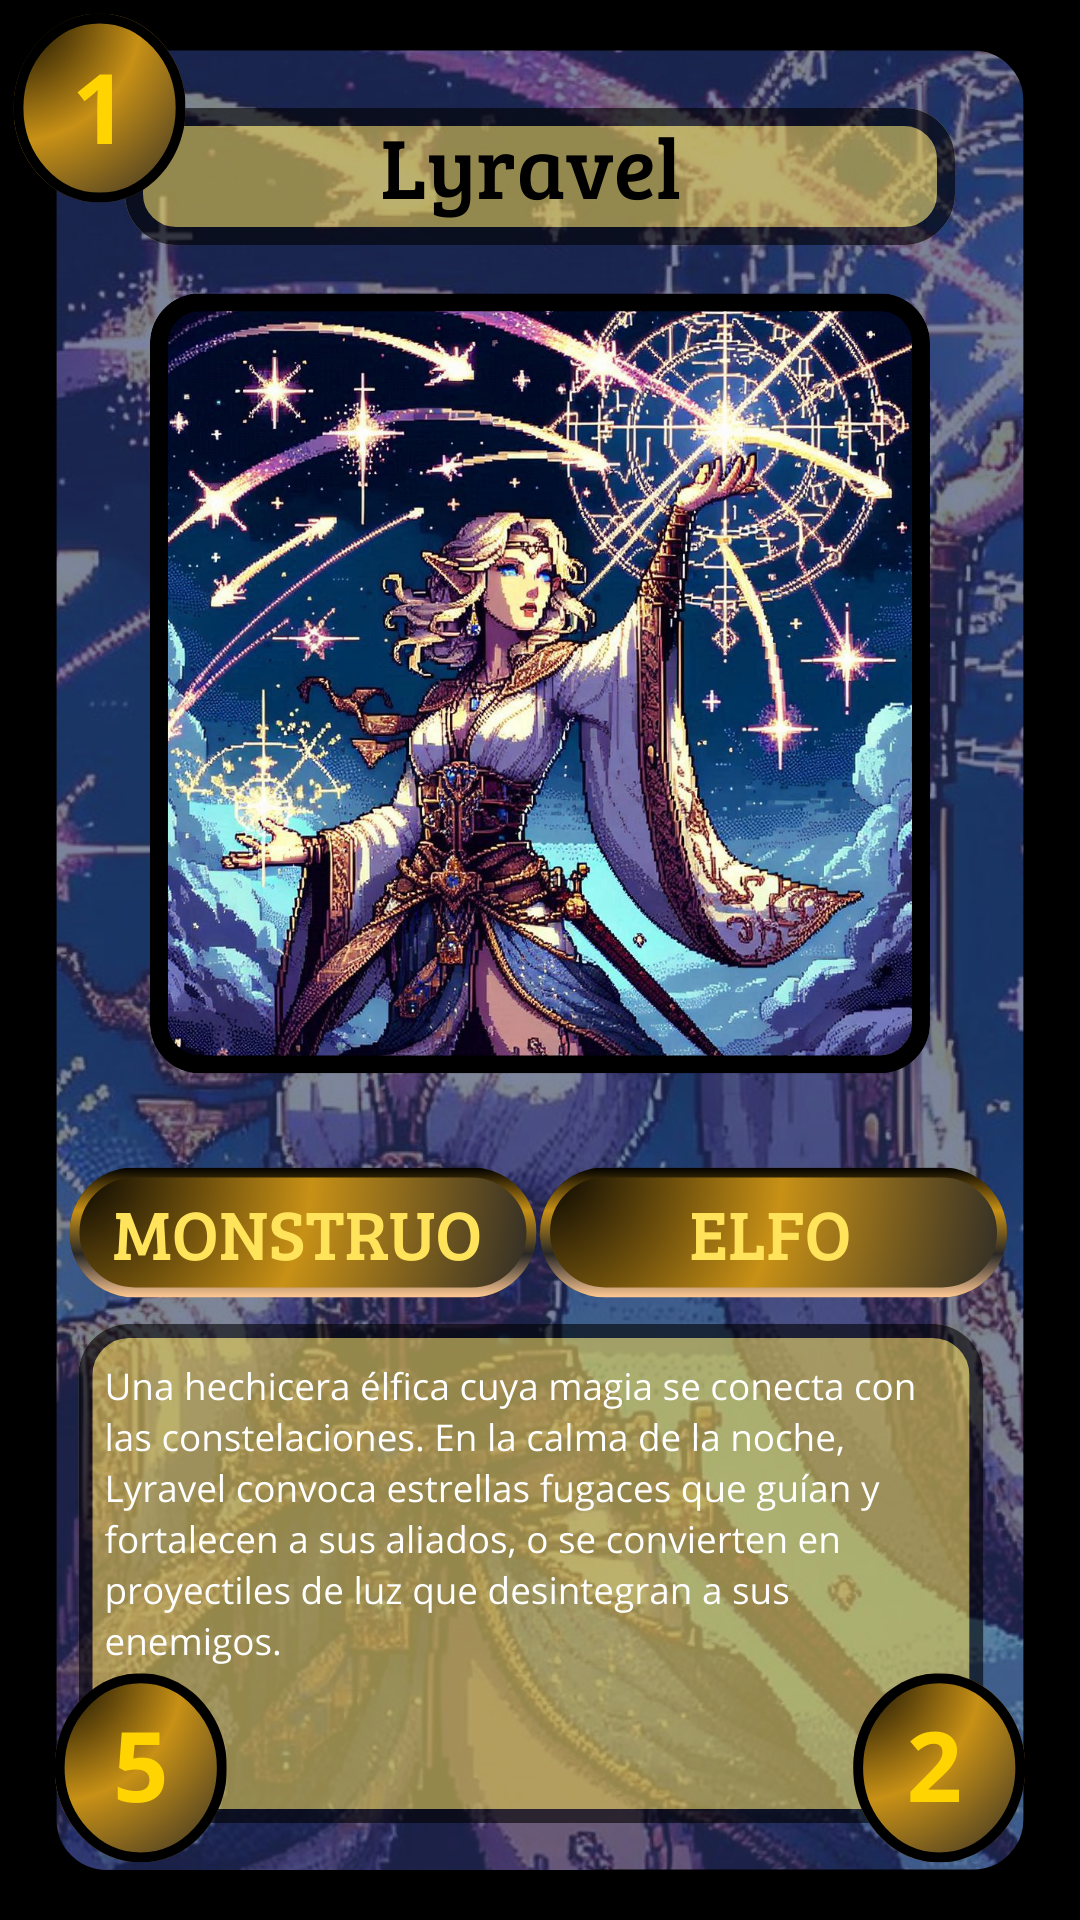 1
Lyravel
MONSTRUO
ELFO
Una hechicera élfica cuya magia se conecta con
las constelaciones. En la calma de la noche,
Lyravel convoca estrellas fugaces que guían y
fortalecen a sus aliados, o se convierten en
proyectiles de luz que desintegran a sus
enemigos.
5
2